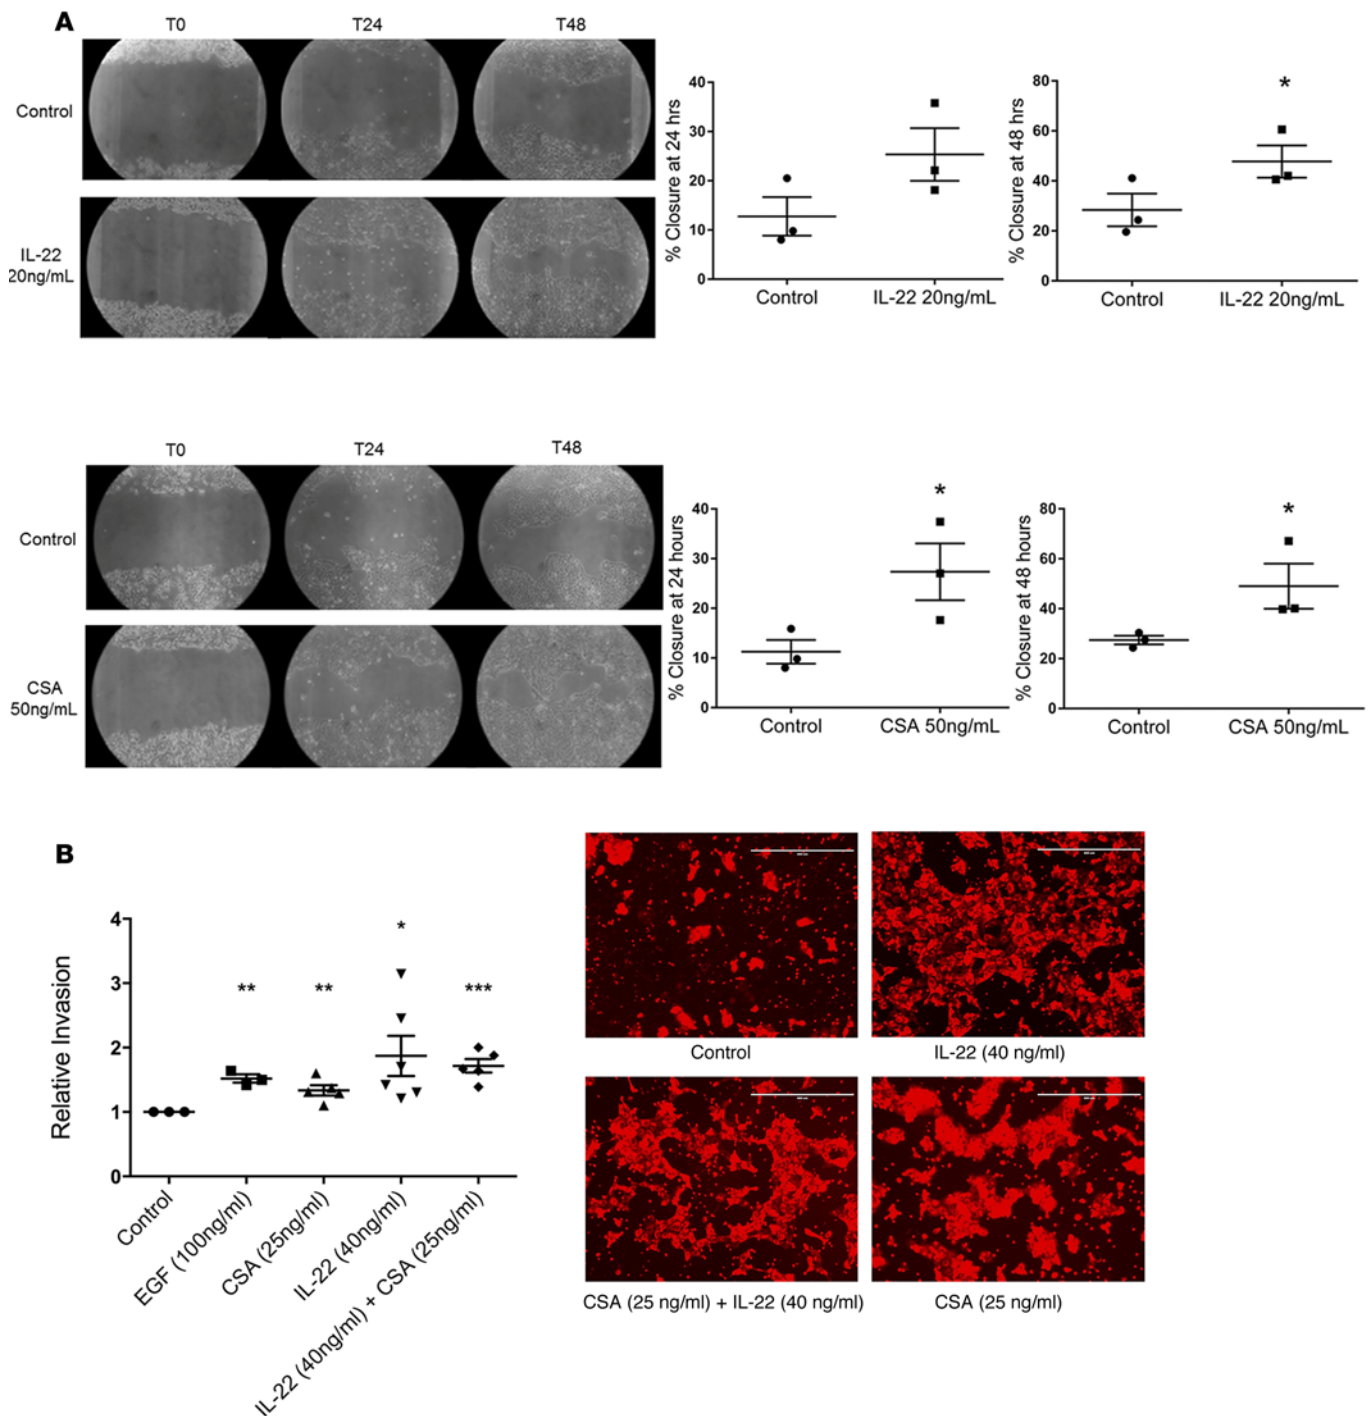 A
T0 T24 T48
Control
IL-22
20ng/mL
% Closure at 24 hrs
40
30
20
10
0
Control IL-22 20ng/mL
% Closure at 48 hrs
80
60
40
20
0
*
Control IL-22 20ng/mL
T0 T24 T48
Control
CSA
50ng/mL
% Closure at 24 hours
40
30
20
10
0
*
Control CSA 50ng/mL
% Closure at 48 hours
80
60
40
20
0
*
Control CSA 50ng/mL
B
Relative Invasion
4
3
2
1
0
** ** * ***
Control
EGF (100ng/ml)
CSA (25ng/ml)
IL-22 (40ng/ml)
IL-22 (40ng/ml) + CSA (25ng/ml)
Control
IL-22 (40 ng/ml)
CSA (25 ng/ml) + IL-22 (40 ng/ml)
CSA (25 ng/ml)